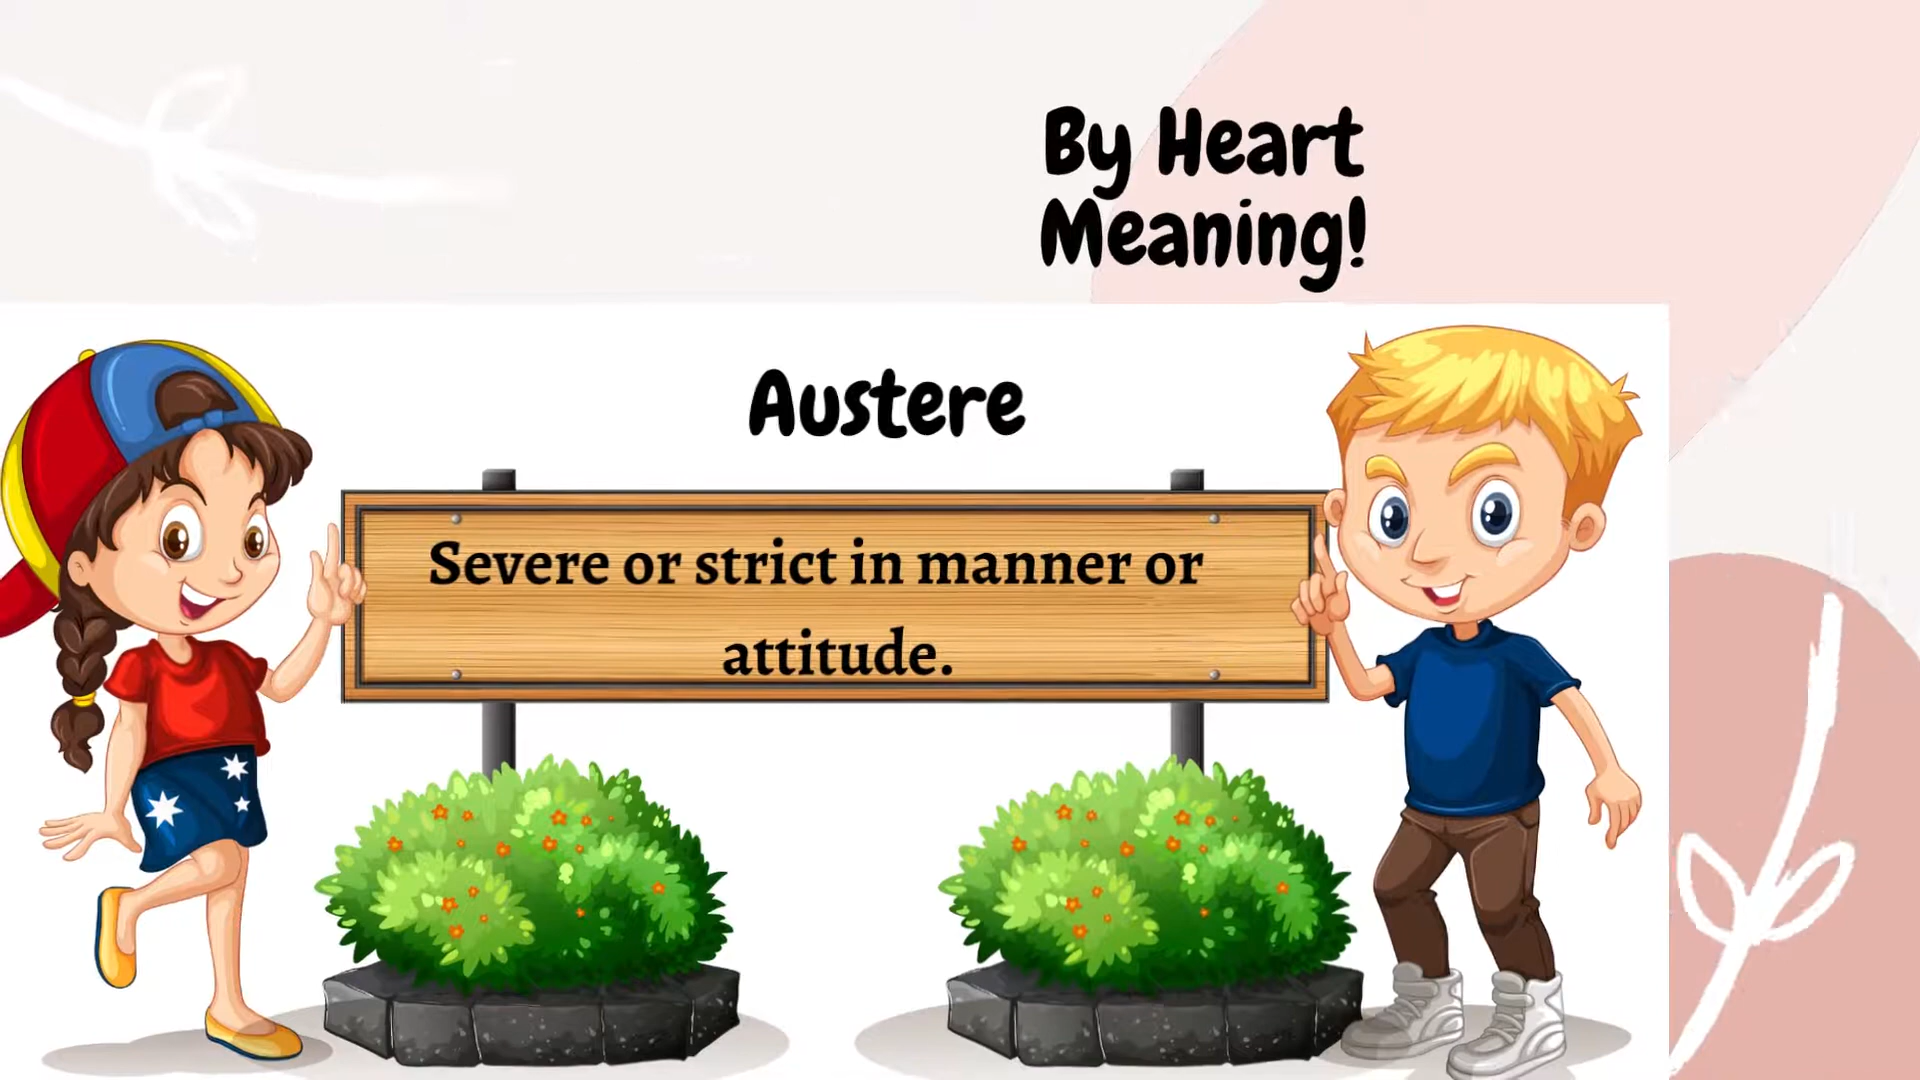 By Heart
Meaning!
Austere
Severe or strict in manner or
attitude.